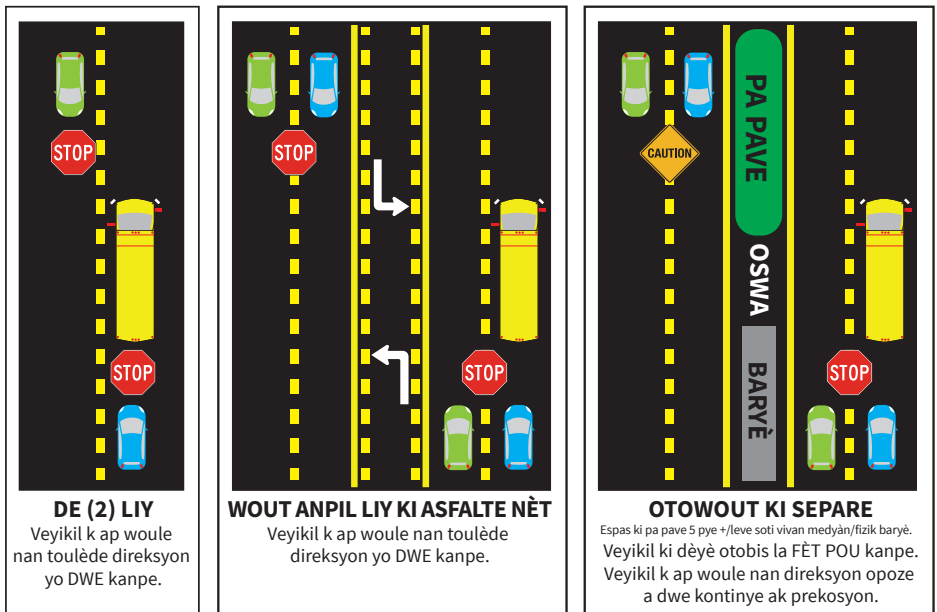 STOP
STOP
DE (2) LIY
Veyikil k ap woule
nan toulède direksyon
yo DWE kanpe.
STOP
STOP
WOUT ANPIL LIY KI ASFALTE NÈT
Veyikil k ap woule nan toulède
direksyon yo DWE kanpe.
CAUTION
PA PAVE
OSWA
BARYÈ
STOP
OTOWOUT KI SEPARE
Espas ki pa pave 5 pye +/leve soti vivan medyàn/fizik baryè.
Veyikil ki dèyè otobis la FÈT POU kanpe.
Veyikil k ap woule nan direksyon opoze
a dwe kontinye ak prekosyon.